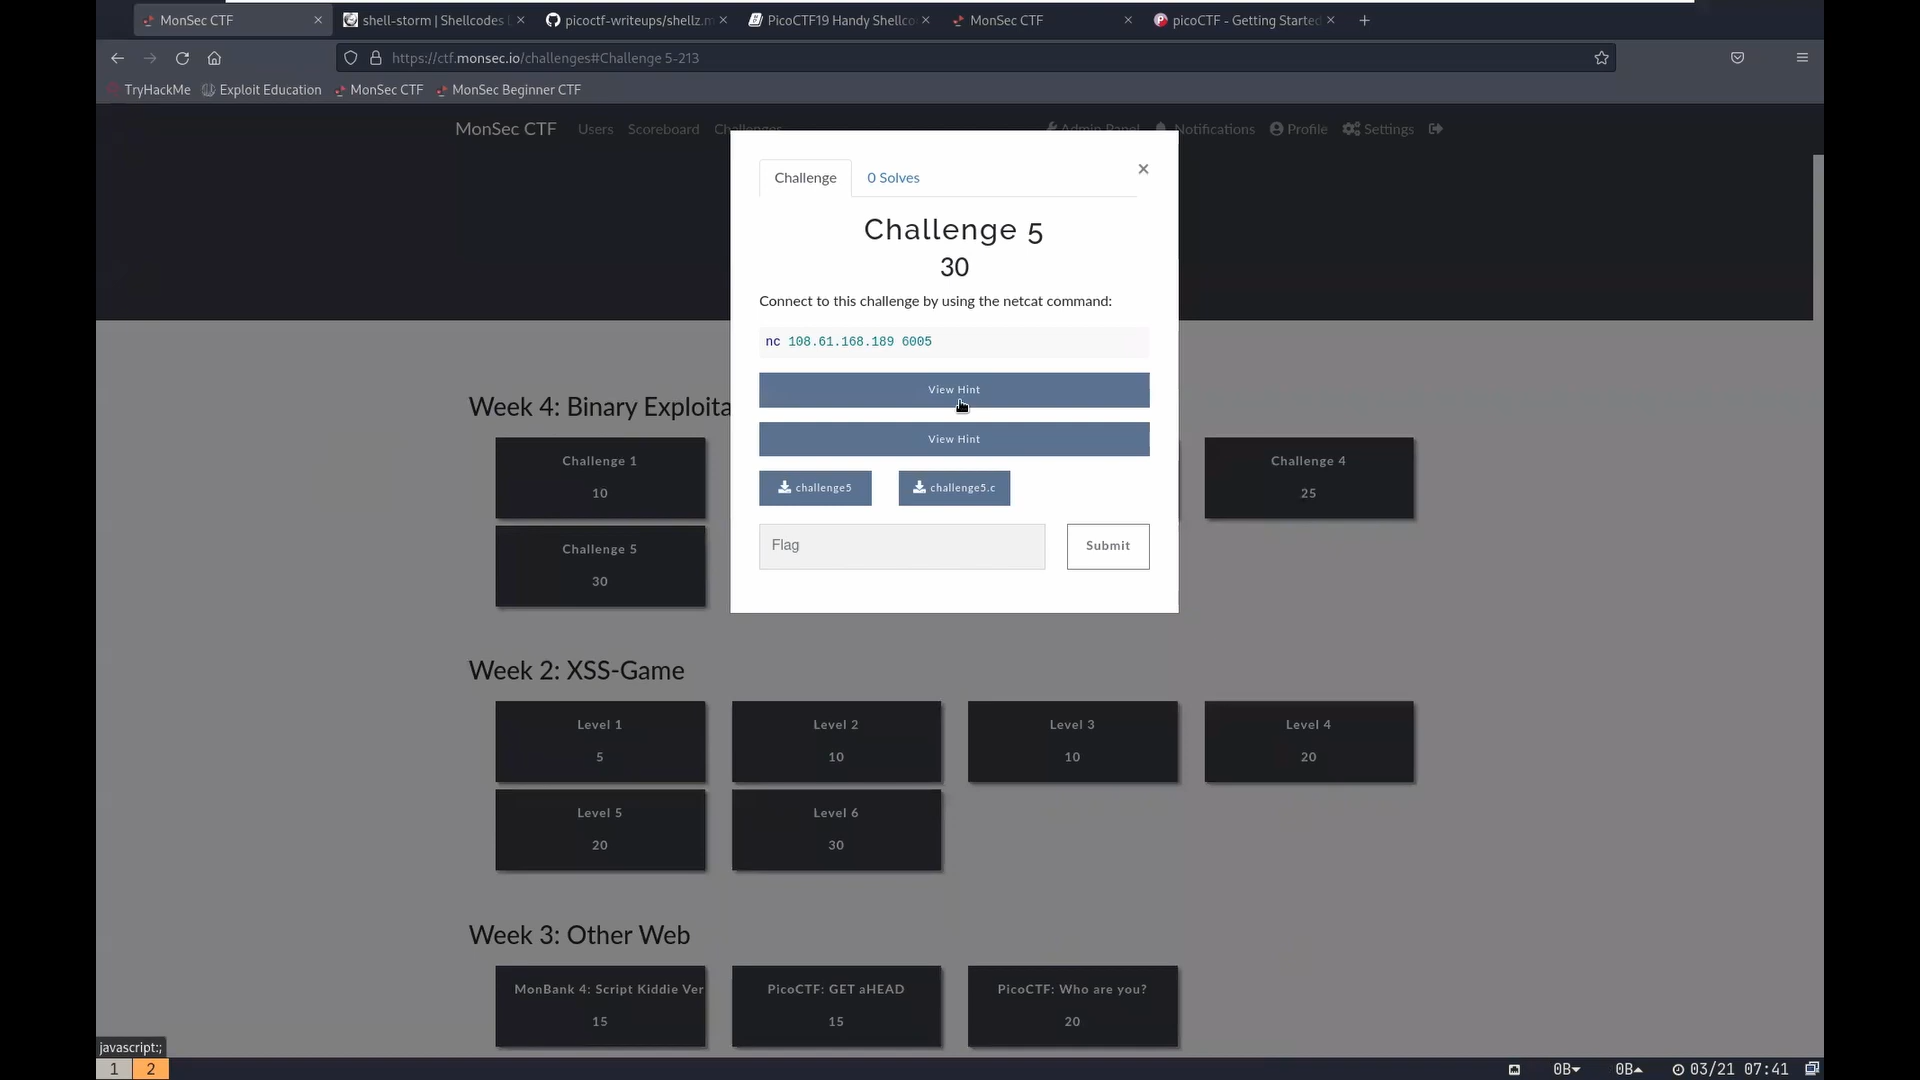 MonSec CTF
shell-storm | Shellcodes
picoctf-writeups/shellz.m
PicoCTF19 Handy Shellco
MonSec CTF
picoCTF - Getting Started
https://ctf.monsec.io/challenges#Challenge 5-213
TryHackMe Exploit Education MonSec CTF MonSec Beginner CTF
MonSec CTF Users Scoreboard Challenges Admin Panel Notifications Profile Settings
Challenge 0 Solves ×
Challenge 5
30
Connect to this challenge by using the netcat command:
nc 108.61.168.189 6005
View Hint
View Hint
challenge5 challenge5.c
Flag Submit
Week 4: Binary Exploita
Challenge 1
10
Challenge 4
25
Challenge 5
30
Week 2: XSS-Game
Level 1 Level 2 Level 3 Level 4
5 10 10 20
Level 5 Level 6
20 30
Week 3: Other Web
MonBank 4: Script Kiddie Ver PicoCTF: GET aHEAD PicoCTF: Who are you?
15 15 20
javascript:;
1 2 0B 0B 03/21 07:41